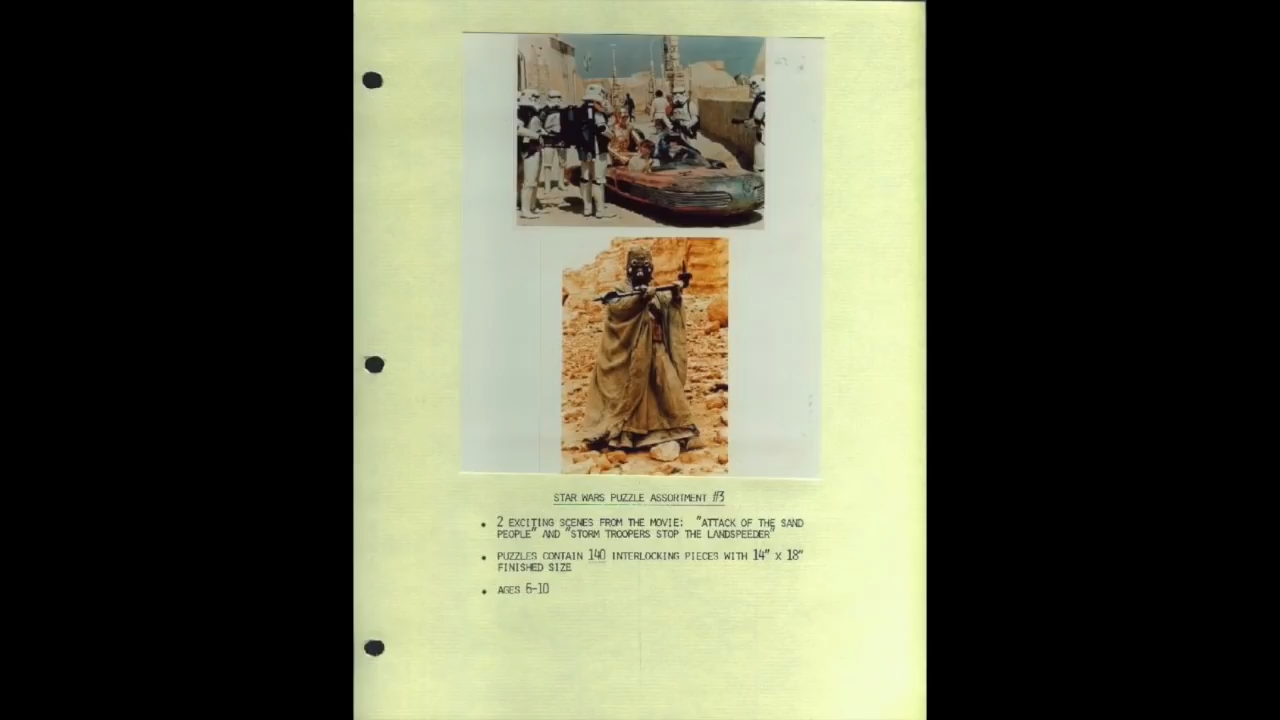 STAR WARS PUZZLE ASSORTMENT #3
• 2 EXCITING SCENES FROM THE MOVIE: "ATTACK OF THE SAND
PEOPLE" AND "STORM TROOPERS STOP THE LANDSPEEDER"
• PUZZLES CONTAIN 140 INTERLOCKING PIECES WITH 14" X 18"
FINISHED SIZE
• AGES 6-10